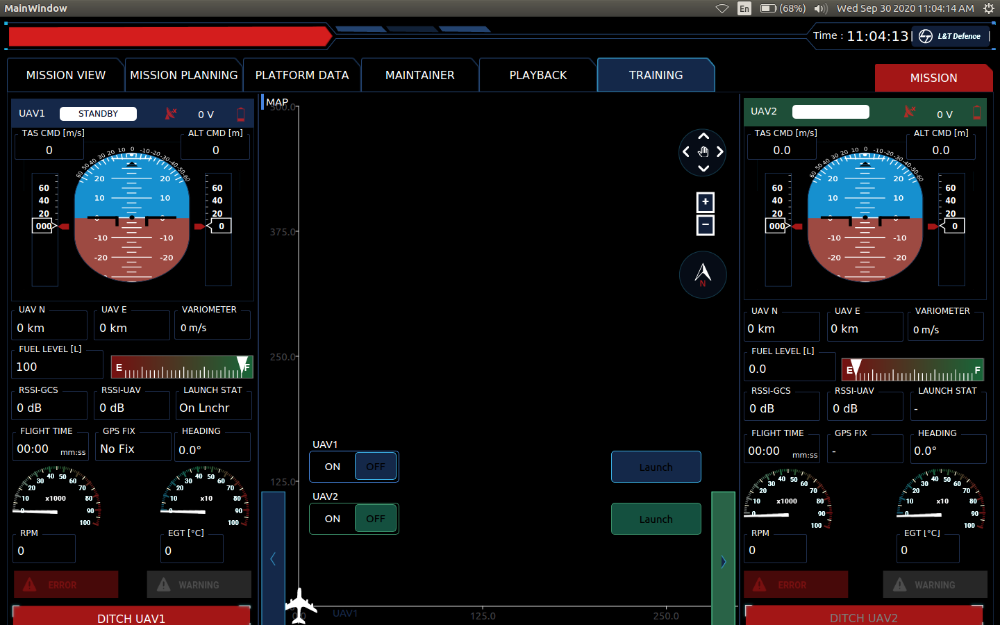 MainWindow
En
(68%)
Wed Sep 30 2020 11:04:14 AM
Time : 11:04:13
L&T Defence
MISSION VIEW
MISSION PLANNING
PLATFORM DATA
MAINTAINER
PLAYBACK
TRAINING
MISSION
UAV1
STANDBY
0 V
TAS CMD [m/s]
0
ALT CMD [m]
0
60 50 40 30 20 10 0 -10 -20 -30 -40 -50 -60
20 20
10 10
0 0
-10 -10
-20 -20
60
40
20
000
60
40
20
0
UAV N
0 km
UAV E
0 km
VARIOMETER
0 m/s
FUEL LEVEL [L]
100
E F
RSSI-GCS
0 dB
RSSI-UAV
0 dB
LAUNCH STAT
On Lnchr
FLIGHT TIME
00:00 mm:ss
GPS FIX
No Fix
HEADING
0.0°
0 10 20 30 40 50 60 70 80 90 100
x1000
RPM
0
0 10 20 30 40 50 60 70 80 90 100
x10
EGT [°C]
0
ERROR
WARNING
DITCH UAV1
MAP
500.0
375.0
250.0
125.0
0.0
125.0
250.0
N
+
−
UAV1
ON OFF
Launch
UAV2
ON OFF
Launch
UAV1
UAV2
0 V
TAS CMD [m/s]
0.0
ALT CMD [m]
0.0
60 50 40 30 20 10 0 -10 -20 -30 -40 -50 -60
20 20
10 10
0 0
-10 -10
-20 -20
60
40
20
000
60
40
20
0
UAV N
0 km
UAV E
0 km
VARIOMETER
0 m/s
FUEL LEVEL [L]
0.0
E F
RSSI-GCS
0 dB
RSSI-UAV
0 dB
LAUNCH STAT
-
FLIGHT TIME
00:00 mm:ss
GPS FIX
-
HEADING
0.0°
0 10 20 30 40 50 60 70 80 90 100
x1000
RPM
0
0 10 20 30 40 50 60 70 80 90 100
x10
EGT [°C]
0
ERROR
WARNING
DITCH UAV2